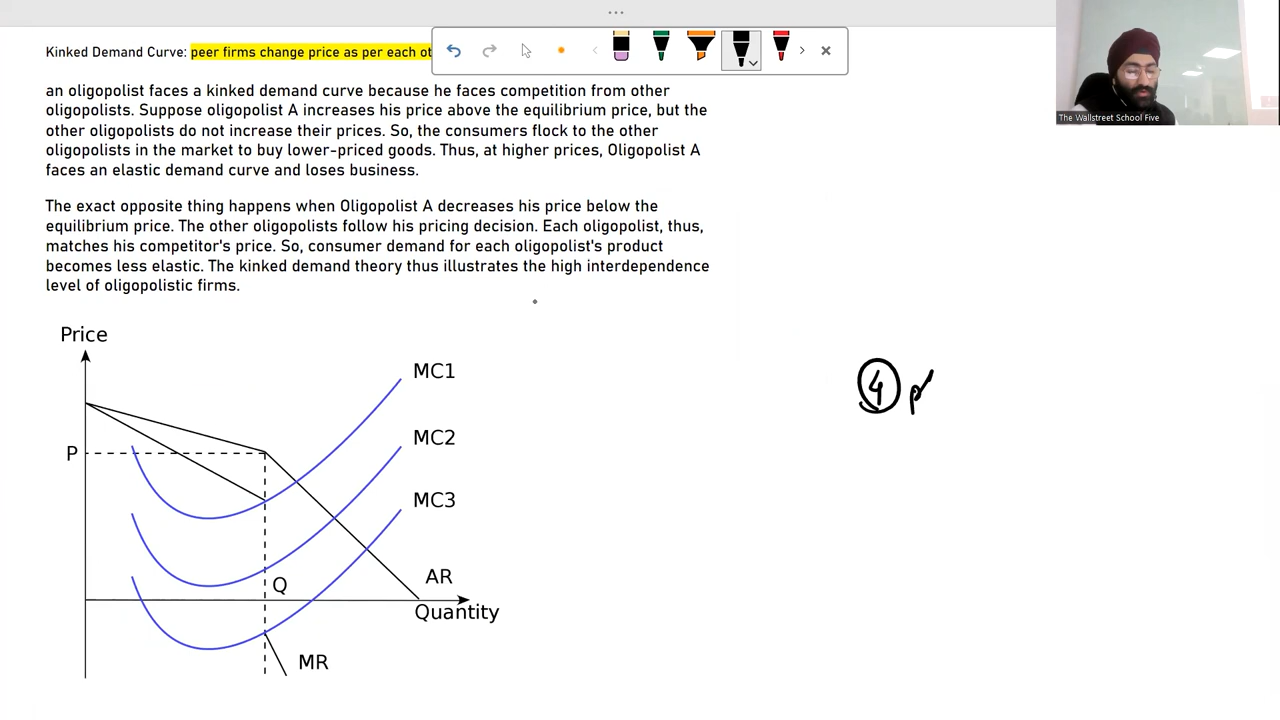 Kinked Demand Curve: peer firms change price as per each
The Wallstreet School Five
an oligopolist faces a kinked demand curve because he faces competition from other
oligopolists. Suppose oligopolist A increases his price above the equilibrium price, but the
other oligopolists do not increase their prices. So, the consumers flock to the other
oligopolists in the market to buy lower-priced goods. Thus, at higher prices, Oligopolist A
faces an elastic demand curve and loses business.
The exact opposite thing happens when Oligopolist A decreases his price below the
equilibrium price. The other oligopolists follow his pricing decision. Each oligopolist, thus,
matches his competitor's price. So, consumer demand for each oligopolist's product
becomes less elastic. The kinked demand theory thus illustrates the high interdependence
level of oligopolistic firms.
Price
MC1
P
MC2
MC3
Q
AR
Quantity
MR
4